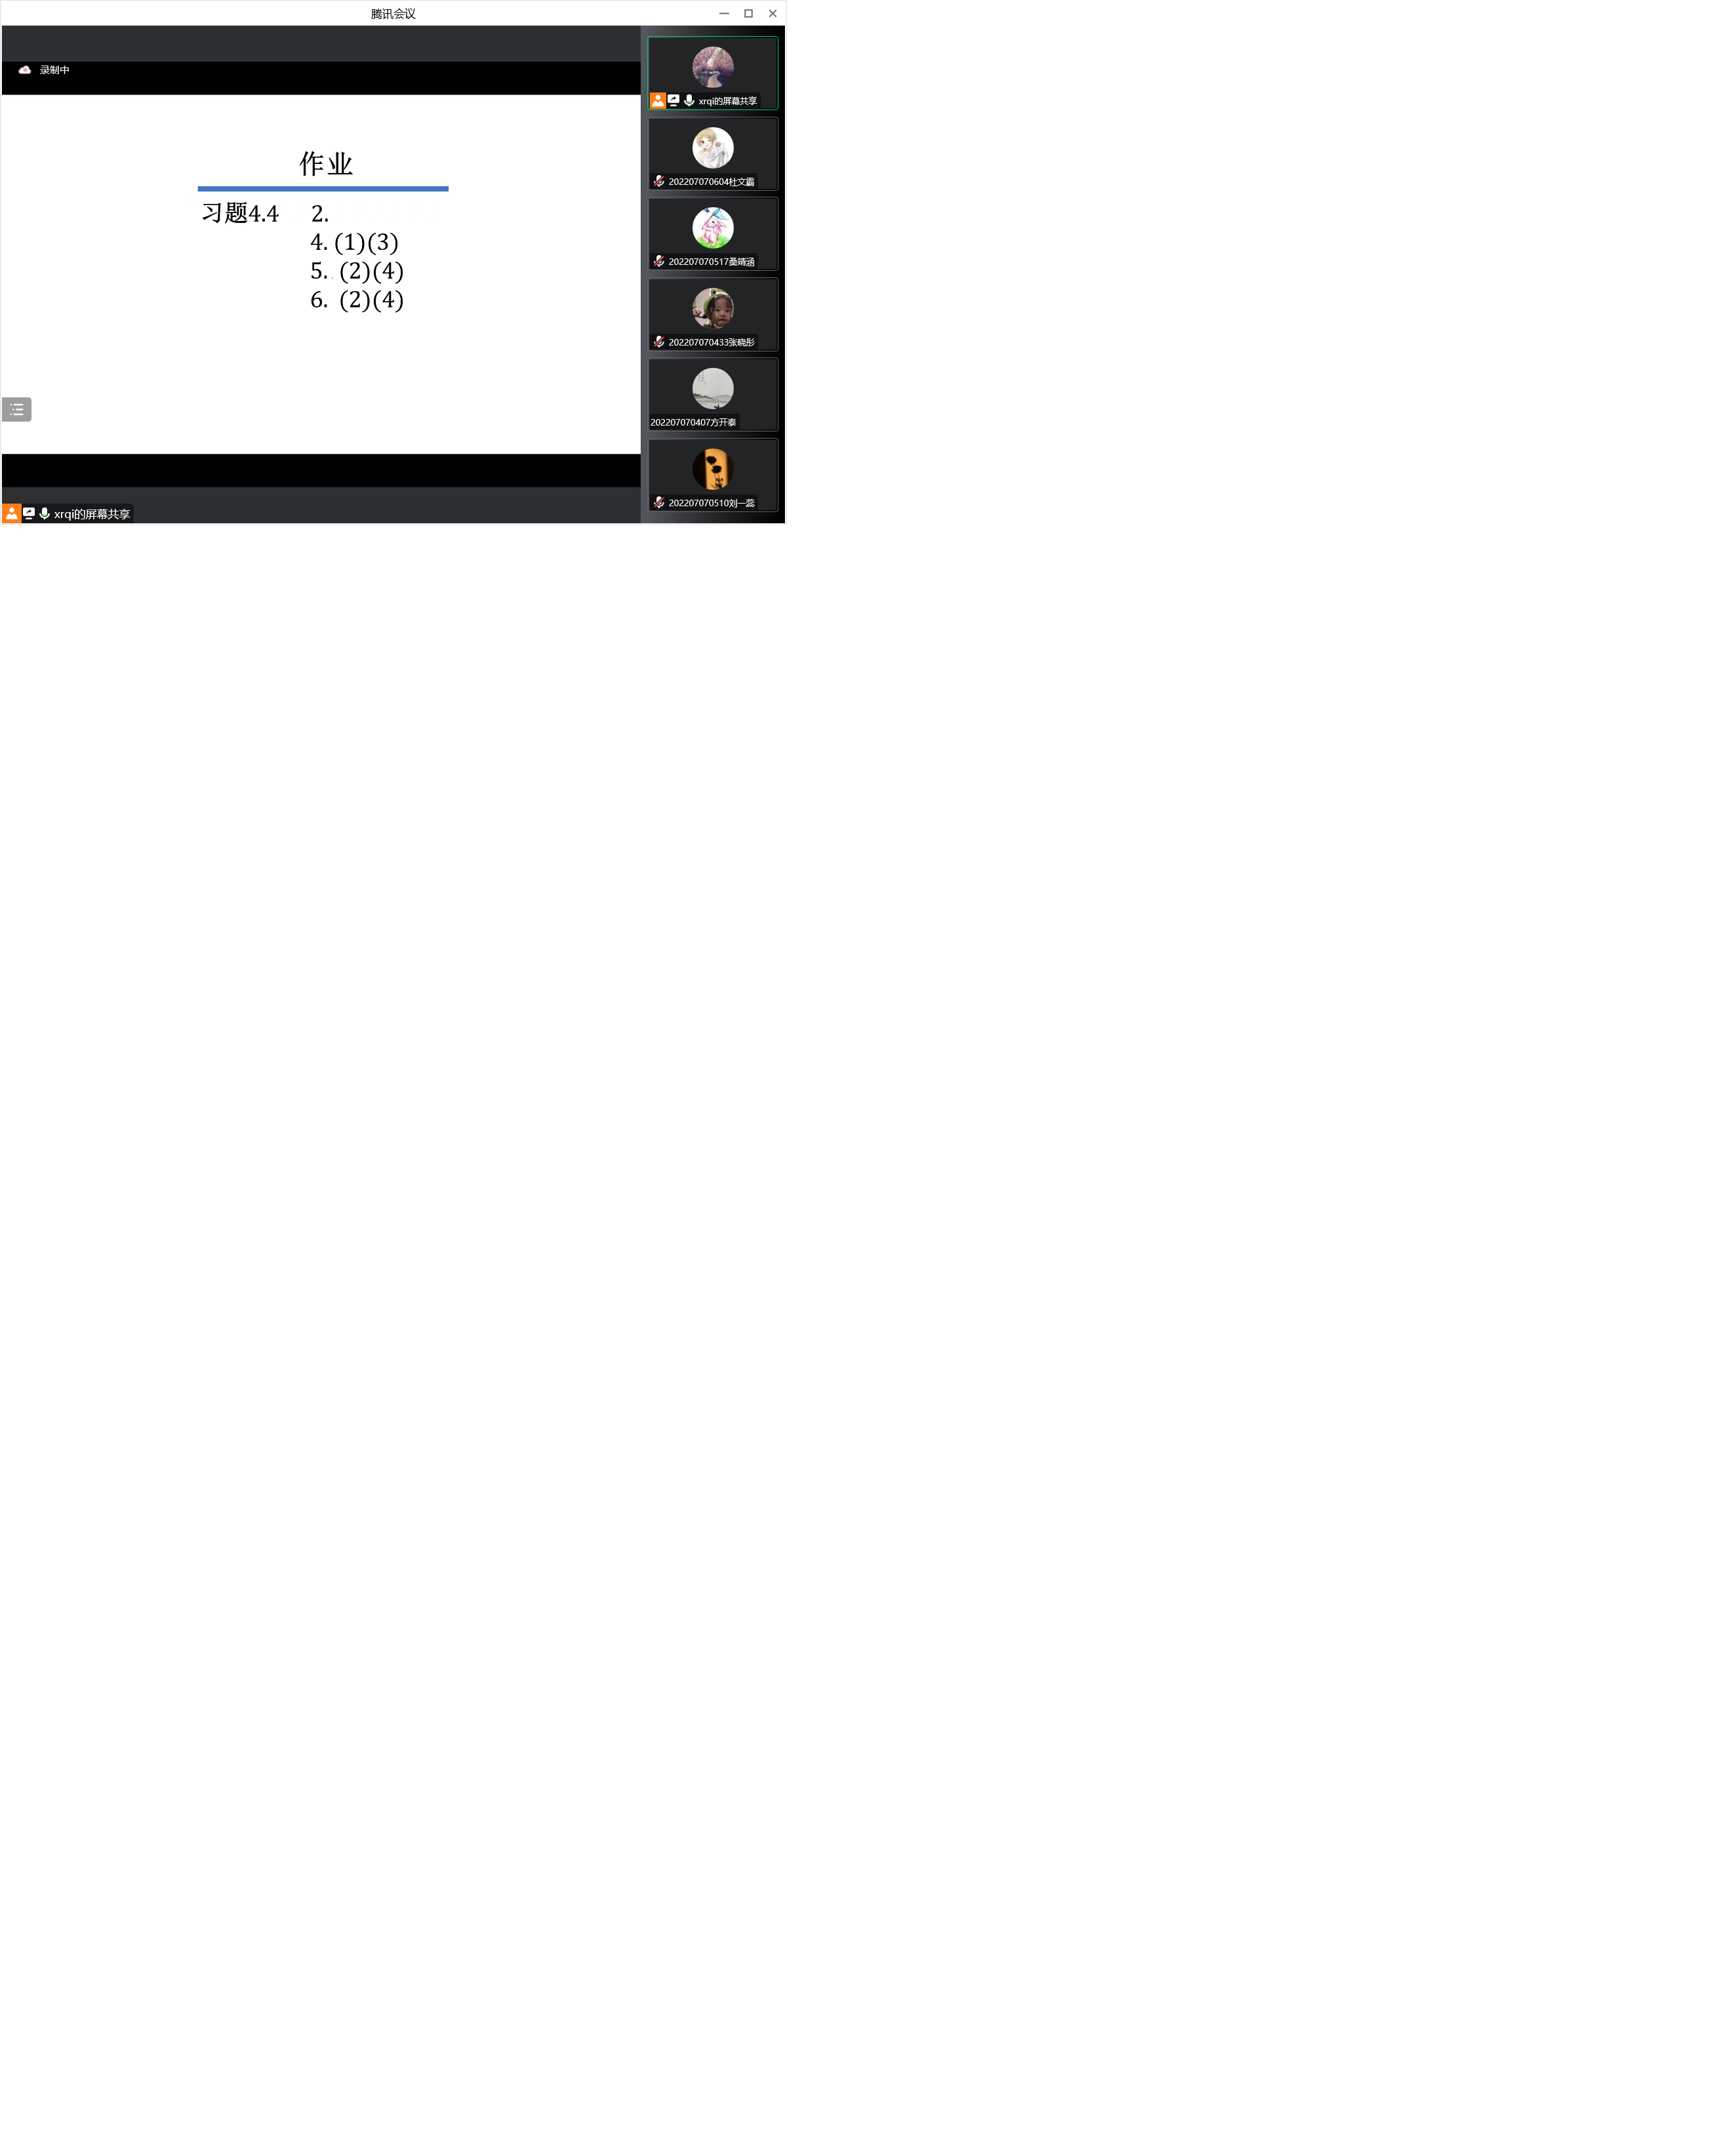 腾讯会议
录制中
作业
习题4.4 2.
4. (1)(3)
5. (2)(4)
6. (2)(4)
xrqi的屏幕共享
xrqi的屏幕共享
202207070604杜文霸
202207070517桑婧涵
202207070433张晓彤
202207070407方开泰
202207070510刘一蕊